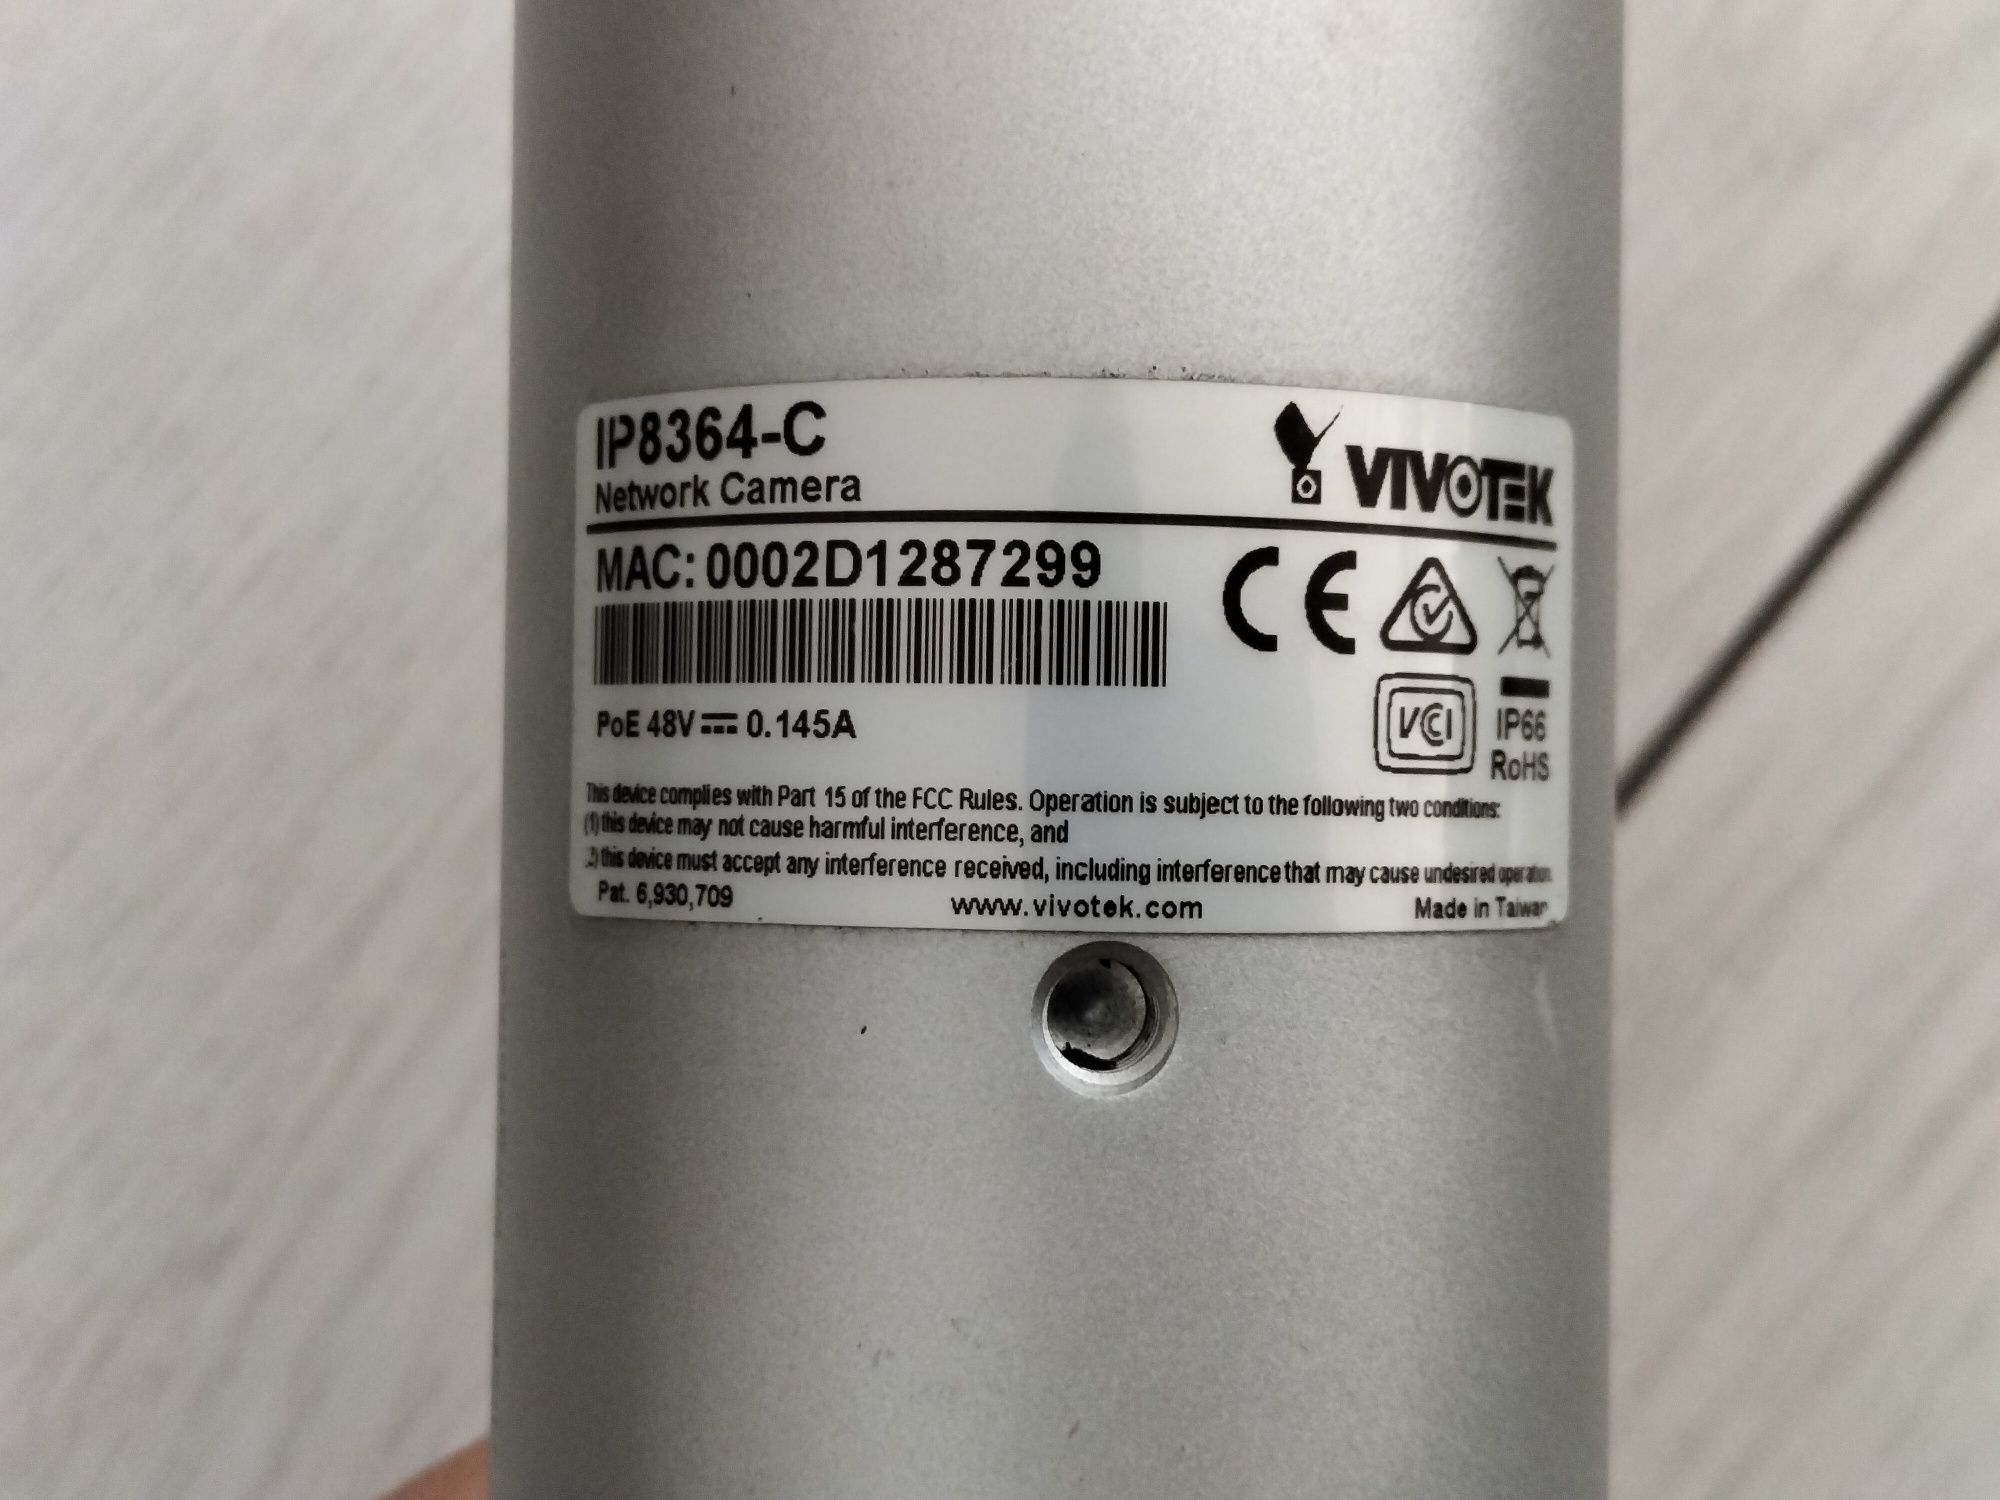 IP8364-C
Network Camera
VIVOTEK
MAC: 0002D1287299
PoE 48V 0.145A
VCI
IP66
RoHS
This device complies with Part 15 of the FCC Rules. Operation is subject to the following two conditions:
(1) this device may not cause harmful interference, and
2) this device must accept any interference received, including interference that may cause undesired operation.
Pat. 6,930,709
www.vivotek.com
Made in Taiwan